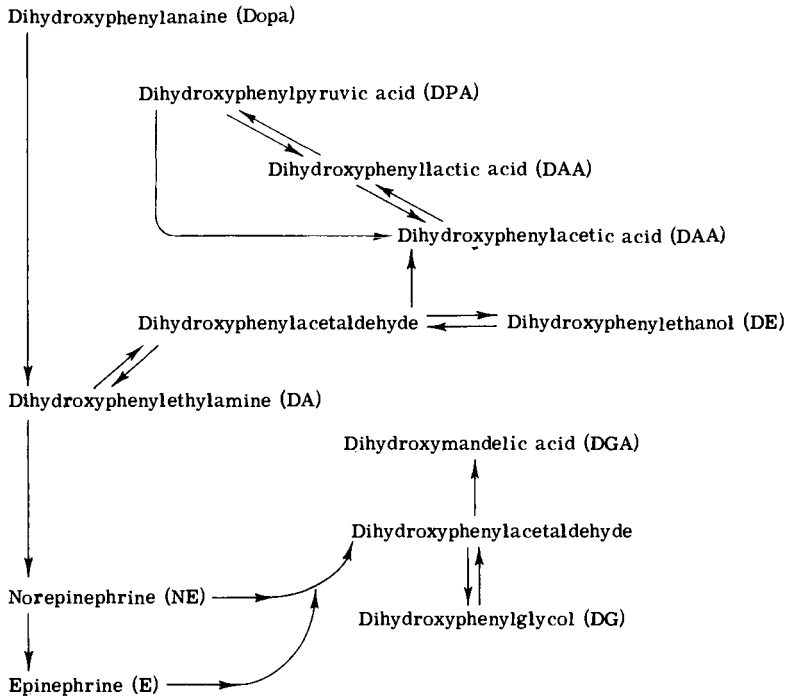 Dihydroxyphenylanaine (Dopa)
Dihydroxyphenylpyruvic acid (DPA)
Dihydroxyphenyllactic acid (DAA)
Dihydroxyphenylacetic acid (DAA)
Dihydroxyphenylacetaldehyde
Dihydroxyphenylethanol (DE)
Dihydroxyphenylethylamine (DA)
Dihydroxymandelic acid (DGA)
Dihydroxyphenylacetaldehyde
Norepinephrine (NE)
Dihydroxyphenylglycol (DG)
Epinephrine (E)